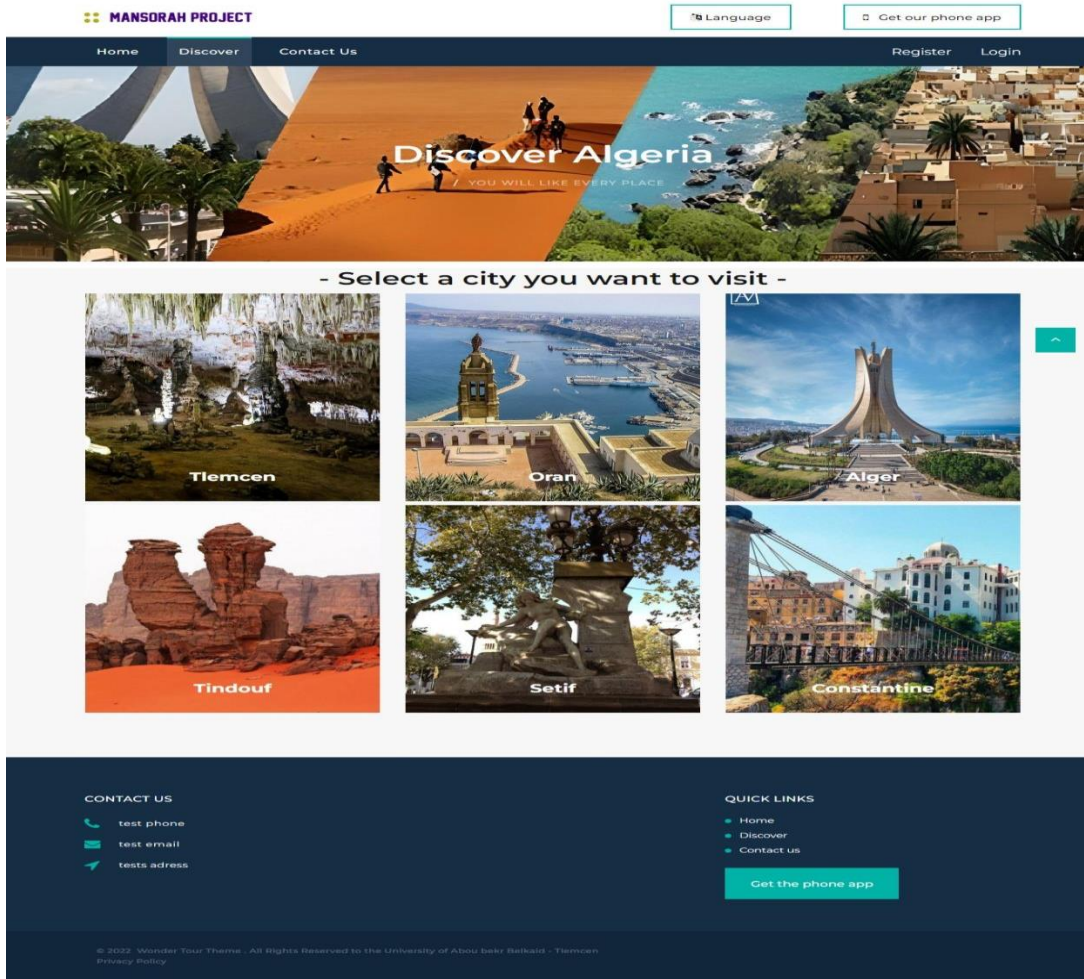 MANSORAH PROJECT
Language
Get our phone app
Home Discover Contact Us Register Login
Discover Algeria
/ YOU WILL LIKE EVERY PLACE
- Select a city you want to visit -
Tlemcen
Oran
Alger
Tindouf
Setif
Constantine
CONTACT US
test phone
test email
tests adress
QUICK LINKS
Home
Discover
Contact us
Get the phone app
© 2022 Wonder Tour Theme . All Rights Reserved to the University of Abou bekr Belkaid - Tlemcen
Privacy Policy